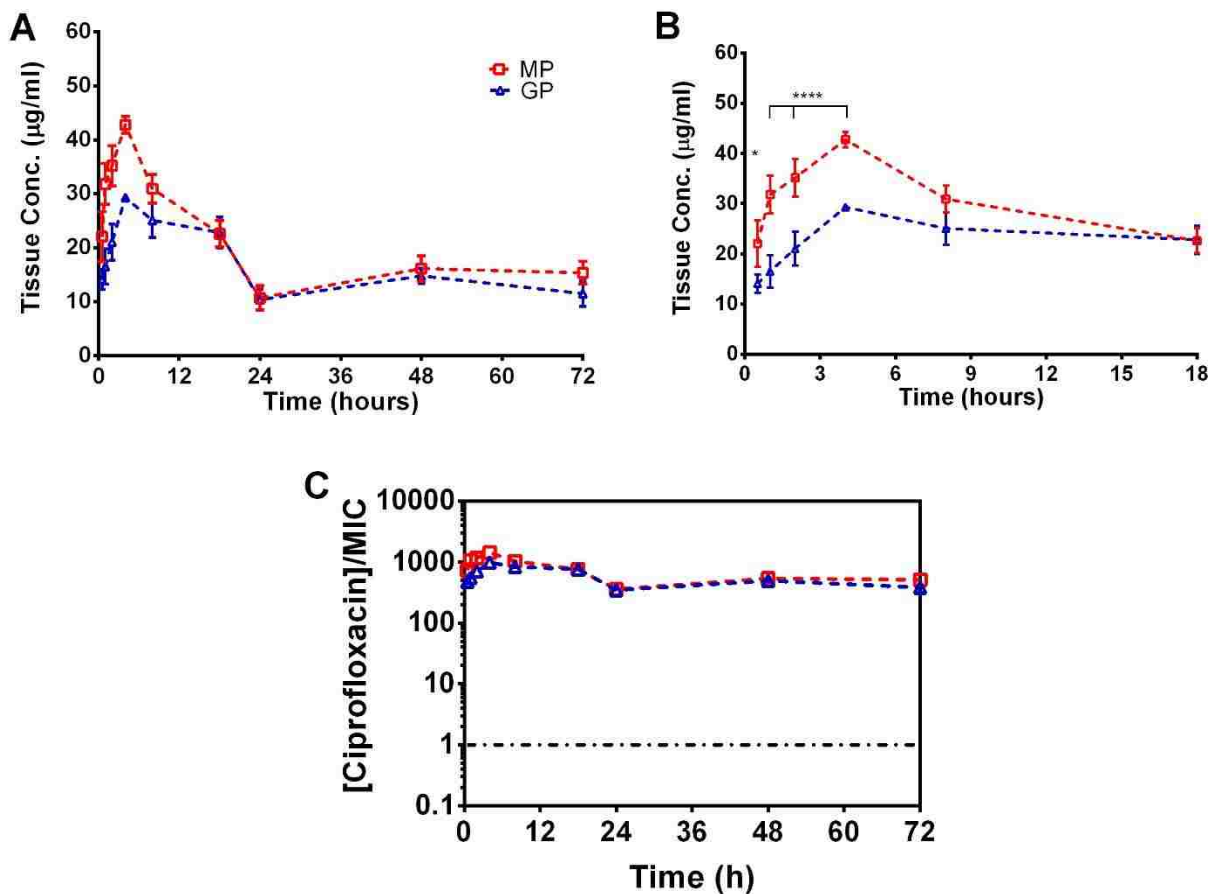 A
Tissue Conc. (μg/ml)
60
50
40
30
20
10
0
0 12 24 36 48 60 72
Time (hours)
MP
GP
B
Tissue Conc. (μg/ml)
60
50
40
30
20
10
0
* ****
0 3 6 9 12 15 18
Time (hours)
C
[Ciprofloxacin]/MIC
10000
1000
100
10
1
0.1
0 12 24 36 48 60 72
Time (h)